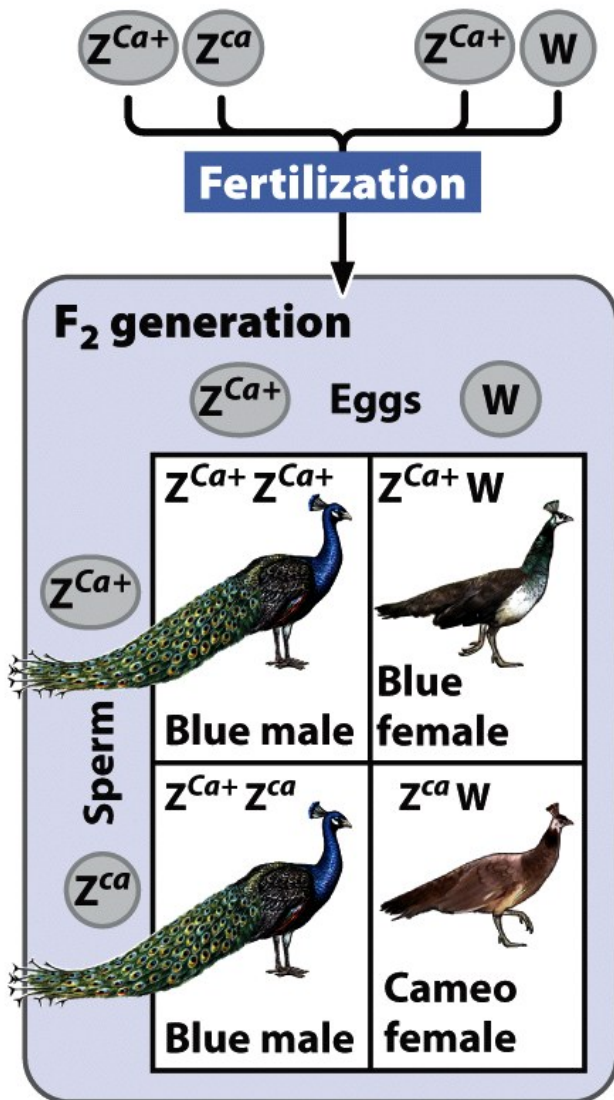 Z^Ca+ Z^ca Z^Ca+ W
Fertilization
F₂ generation
Z^Ca+ Eggs W
Z^Ca+ Z^Ca+ Z^Ca+ W
Z^Ca+
Blue
Blue male female
Sperm
Z^Ca+ Z^ca Z^ca W
Z^ca
Cameo
Blue male female